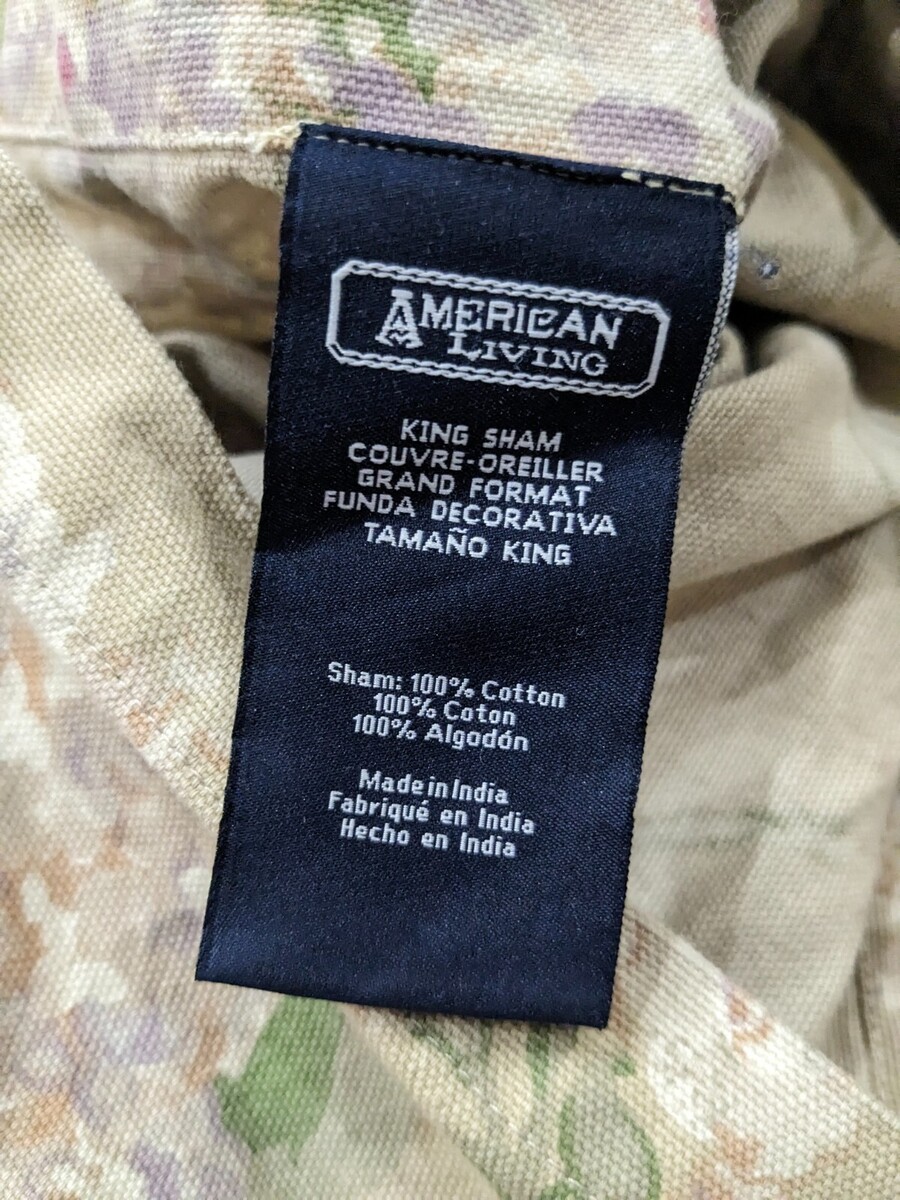 AMERICAN
LIVING
KING SHAM
COUVRE-OREILLER
GRAND FORMAT
FUNDA DECORATIVA
TAMAÑO KING
Sham: 100% Cotton
100% Coton
100% Algodón
Made in India
Fabriqué en India
Hecho en India